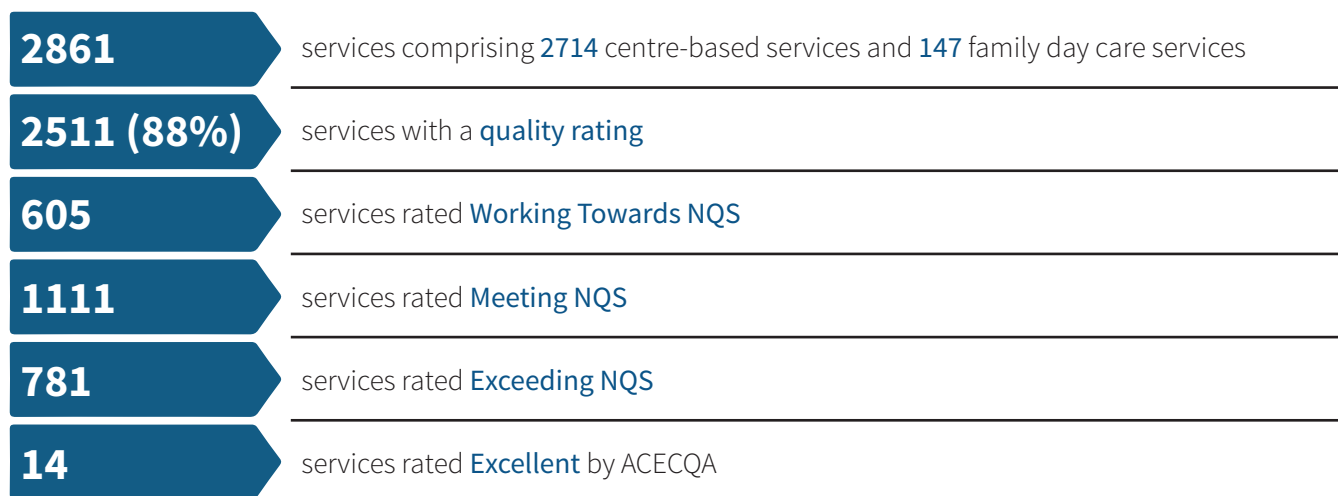 2861 services comprising 2714 centre-based services and 147 family day care services
2511 (88%) services with a quality rating
605 services rated Working Towards NQS
1111 services rated Meeting NQS
781 services rated Exceeding NQS
14 services rated Excellent by ACECQA